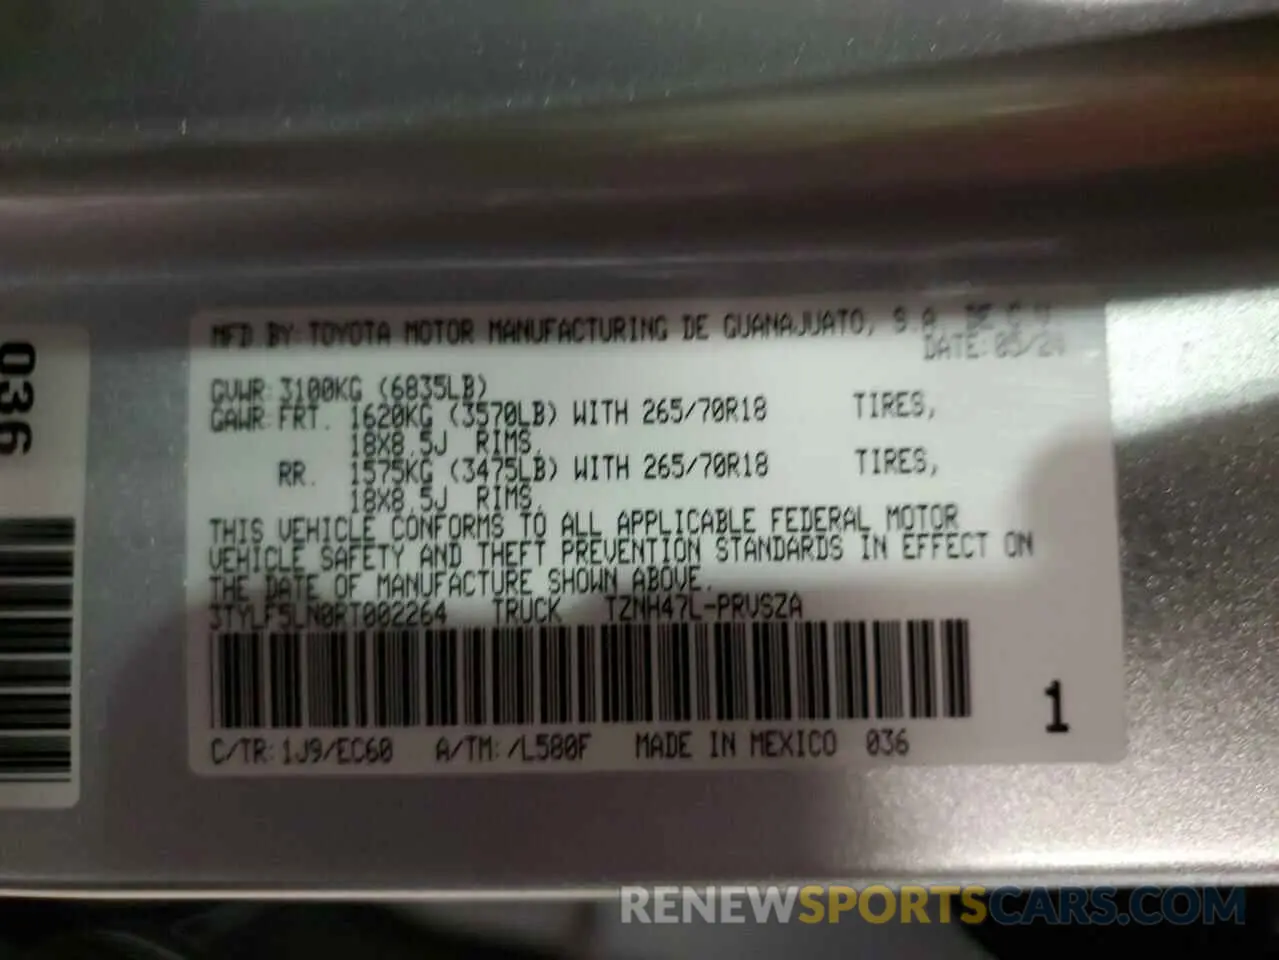 MFD.BY:TOYOTA MOTOR MANUFACTURING DE GUANAJUATO, S.A. DE C.V.
DATE:05/24
GVWR:3100KG (6835LB)
GAWR:FRT. 1620KG (3570LB) WITH 265/70R18 TIRES,
18X8.5J RIMS,
RR. 1575KG (3475LB) WITH 265/70R18 TIRES,
18X8.5J RIMS,
THIS VEHICLE CONFORMS TO ALL APPLICABLE FEDERAL MOTOR
VEHICLE SAFETY AND THEFT PREVENTION STANDARDS IN EFFECT ON
THE DATE OF MANUFACTURE SHOWN ABOVE.
3TYLF5LN0RT002264 TRUCK TZNH47L-PRVSZA
1
C/TR:1J9/EC60 A/TM:/L580F MADE IN MEXICO 036
036
RENEWSPORTSCARS.COM